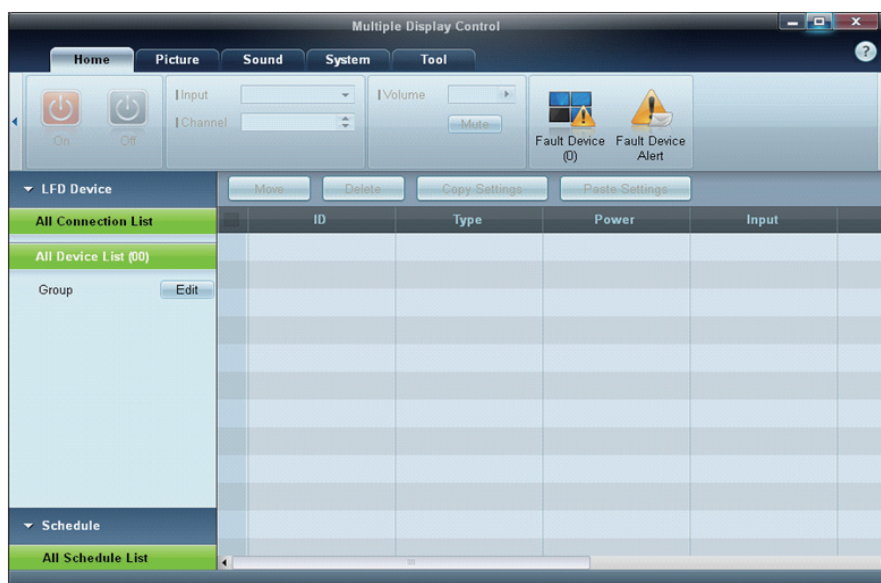 Multiple Display Control
Home Picture Sound System Tool
?
Input
Volume
Channel
Mute
On Off
Fault Device (0)
Fault Device Alert
LFD Device
Move Delete Copy Settings Paste Settings
All Connection List
ID Type Power Input
All Device List (00)
Group Edit
Schedule
All Schedule List